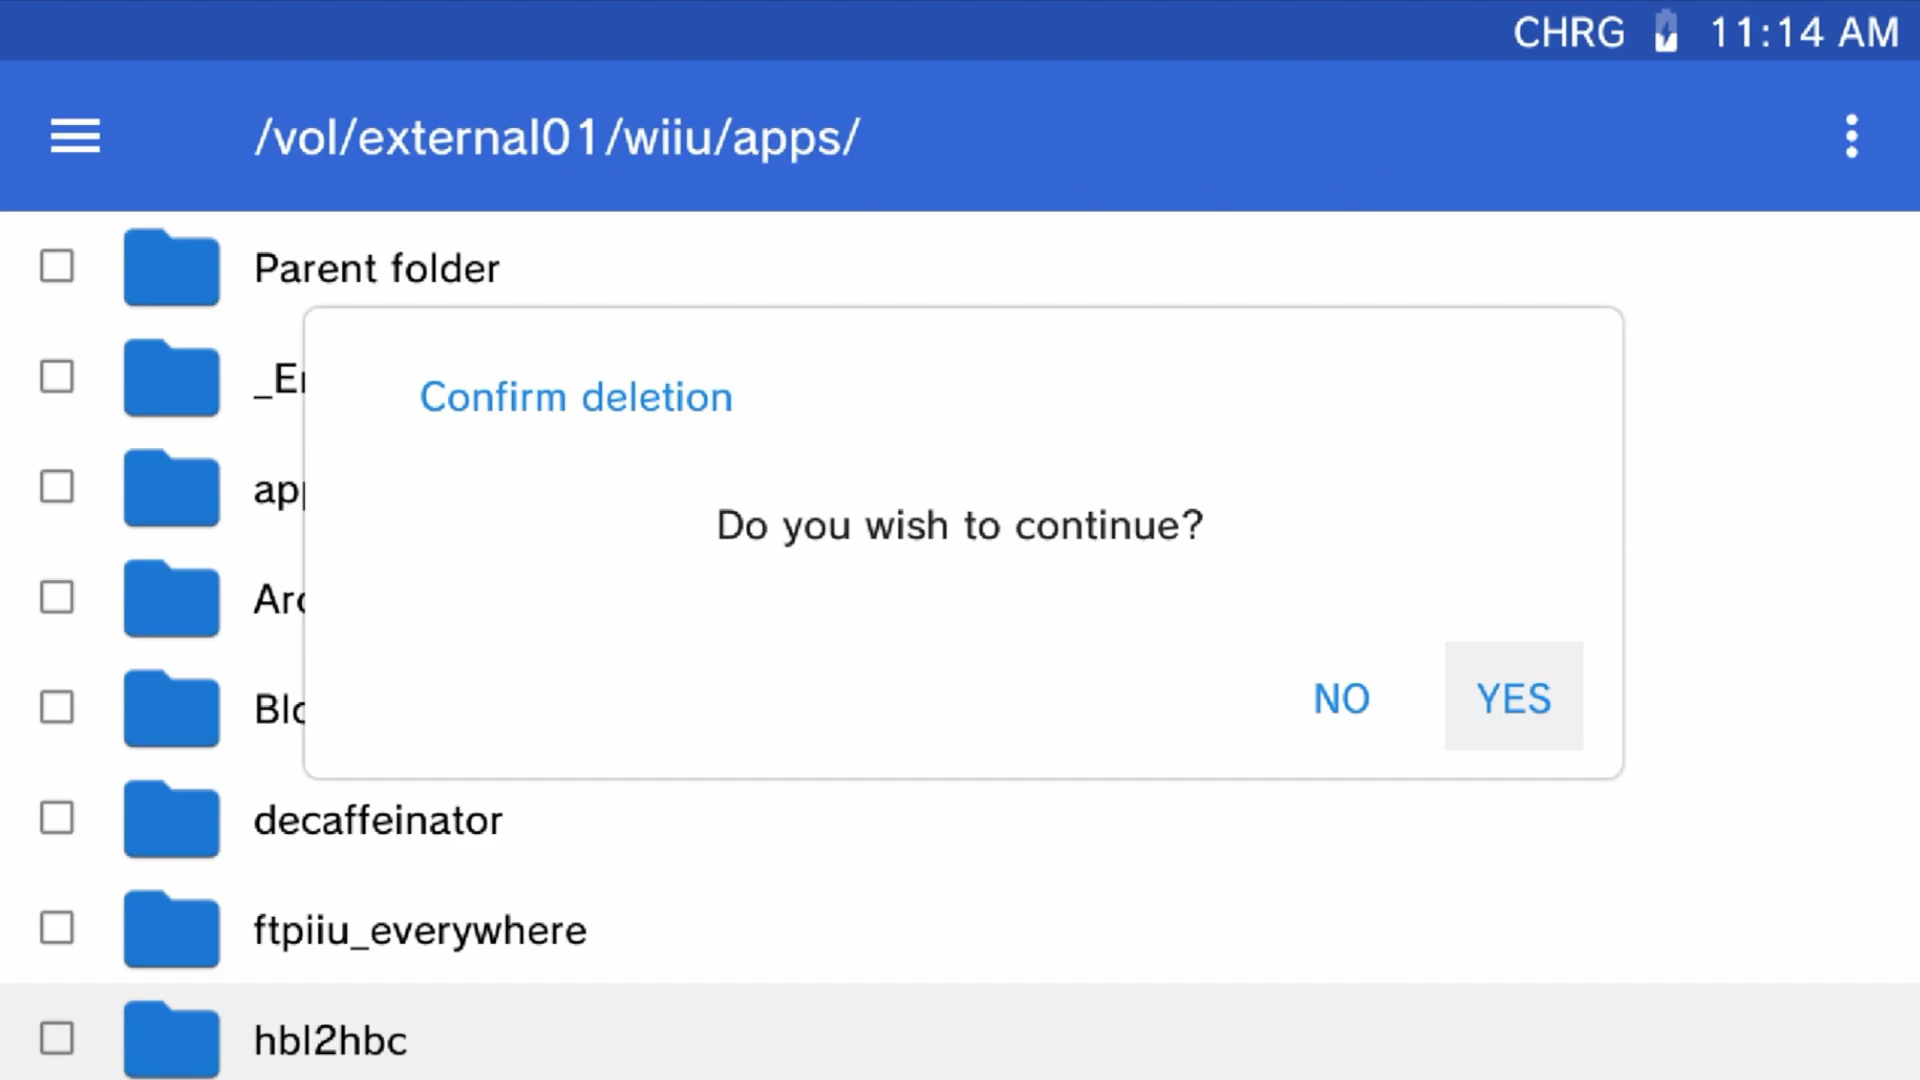 CHRG 11:14 AM
/vol/external01/wiiu/apps/
Parent folder
Confirm deletion
Do you wish to continue?
NO YES
decaffeinator
ftpiiu_everywhere
hbl2hbc